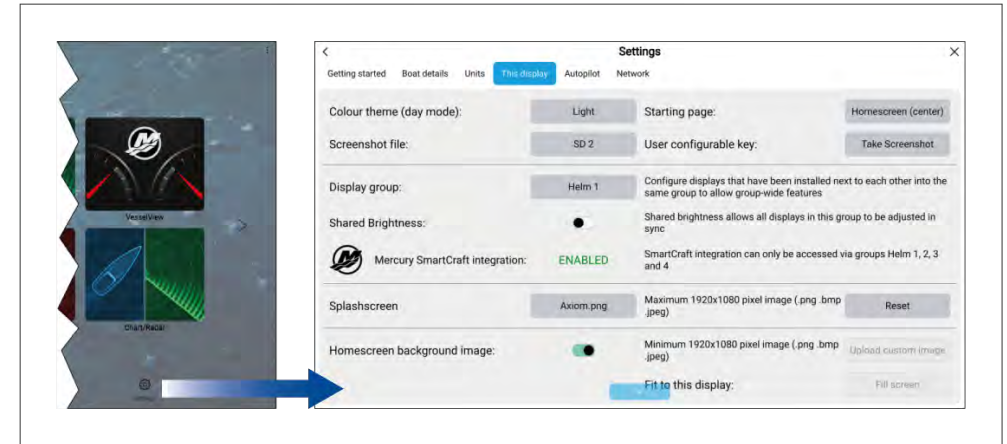 VesselView
Chart/Radar
<
Settings
×
Getting started Boat details Units This display Autopilot Network
Colour theme (day mode): Light Starting page: Homescreen (center)
Screenshot file: SD 2 User configurable key: Take Screenshot
Display group: Helm 1 Configure displays that have been installed next to each other into the
same group to allow group-wide features
Shared Brightness: Shared brightness allows all displays in this group to be adjusted in
sync
Mercury SmartCraft integration: ENABLED SmartCraft integration can only be accessed via groups Helm 1, 2, 3
and 4
Splashscreen Axiom.png Maximum 1920x1080 pixel image (.png .bmp
.jpeg) Reset
Homescreen background image: Minimum 1920x1080 pixel image (.png .bmp
.jpeg) Upload custom image
Fit to this display: Fill screen